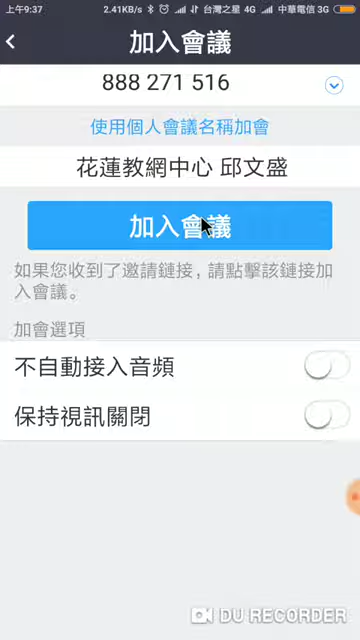 上午9:37 2.41KB/s 台灣之星 4G 中華電信 3G
加入會議
888 271 516
使用個人會議名稱加會
花蓮教網中心 邱文盛
加入會議
如果您收到了邀請鏈接，請點擊該鏈接加
入會議。
加會選項
不自動接入音頻
保持視訊關閉
DU RECORDER